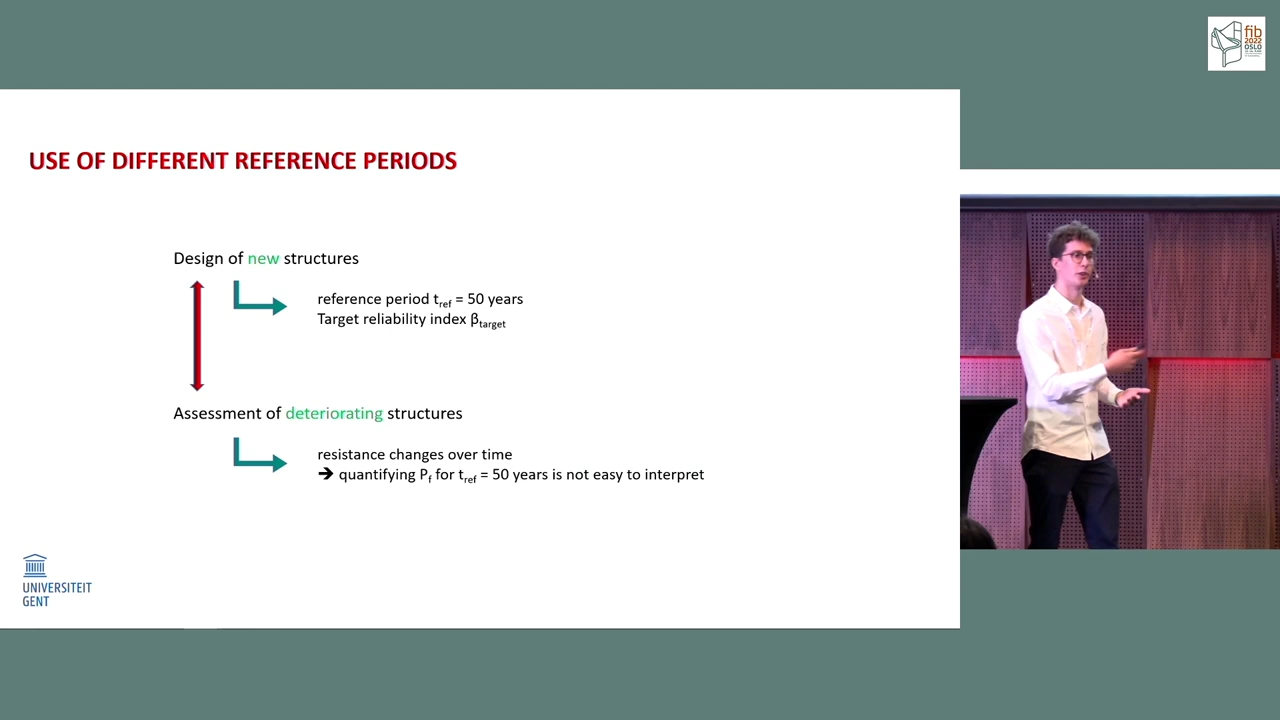 fib
2022
OSLO
USE OF DIFFERENT REFERENCE PERIODS
Design of new structures
reference period tref = 50 years
Target reliability index βtarget
Assessment of deteriorating structures
resistance changes over time
➔ quantifying Pf for tref = 50 years is not easy to interpret
UNIVERSITEIT
GENT